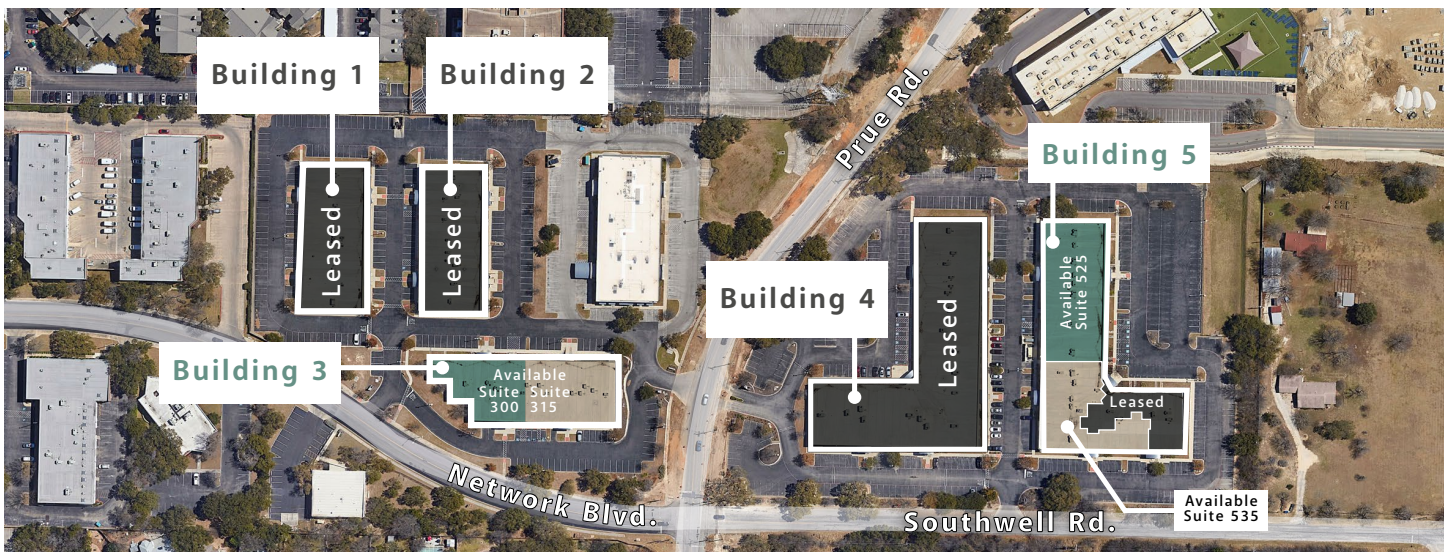 Building 1
Building 2
Prue Rd.
Building 5
Leased
Leased
Available
Suite 525
Building 4
Leased
Building 3
Available
Suite Suite
300 315
Leased
Network Blvd.
Southwell Rd.
Available
Suite 535